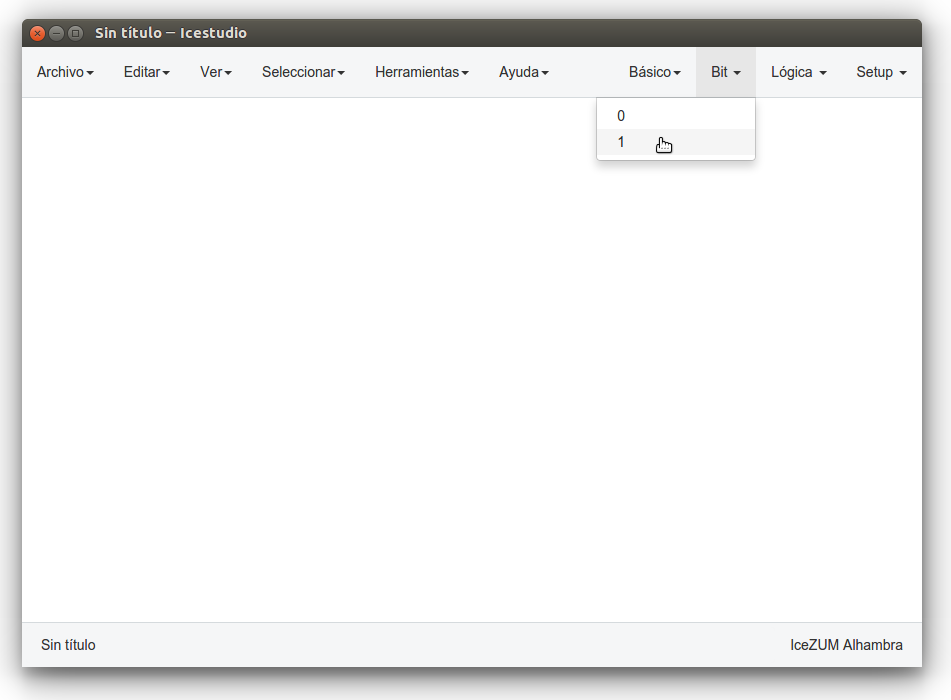 Sin título – Icestudio
Archivo Editar Ver Seleccionar Herramientas Ayuda Básico Bit Lógica Setup
0
1
Sin título IceZUM Alhambra